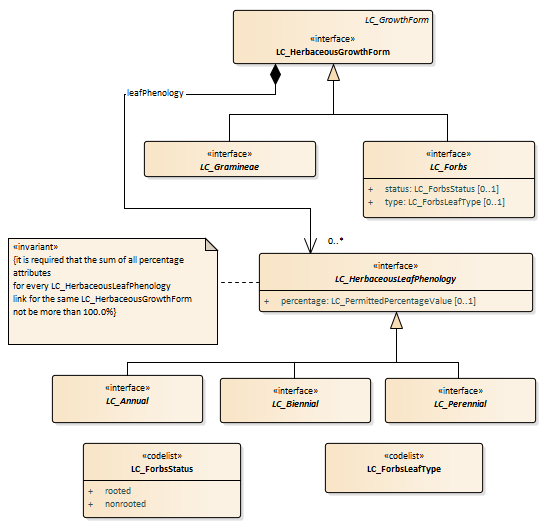 LC_GrowthForm
«interface»
LC_HerbaceousGrowthForm
leafPhenology
«interface»
LC_Gramineae
«interface»
LC_Forbs
+ status: LC_ForbsStatus [0..1]
+ type: LC_ForbsLeafType [0..1]
0..*
«invariant»
{it is required that the sum of all percentage
attributes
for every LC_HerbaceousLeafPhenology
link for the same LC_HerbaceousGrowthForm
not be more than 100.0%}
«interface»
LC_HerbaceousLeafPhenology
+ percentage: LC_PermittedPercentageValue [0..1]
«interface»
LC_Annual
«interface»
LC_Biennial
«interface»
LC_Perennial
«codelist»
LC_ForbsStatus
+ rooted
+ nonrooted
«codelist»
LC_ForbsLeafType